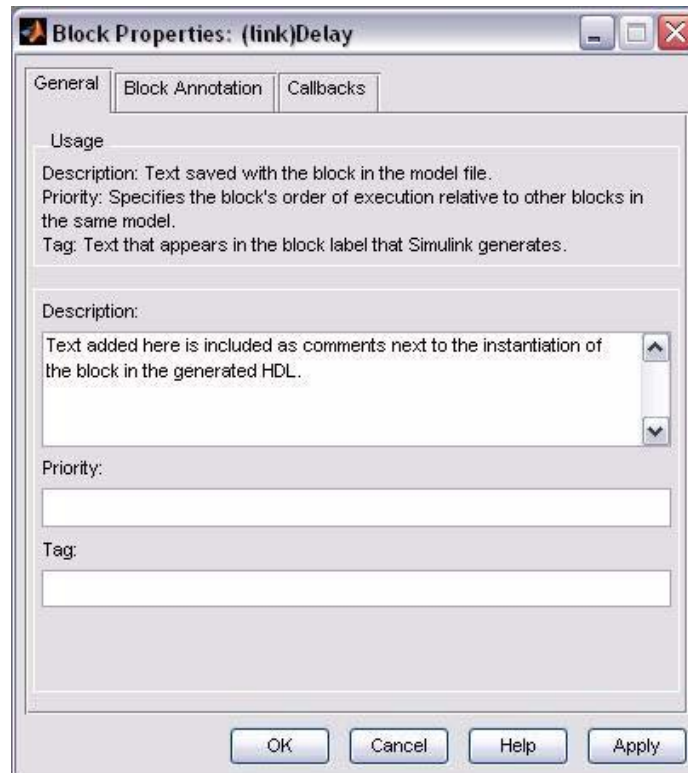 Block Properties: (link)Delay
General Block Annotation Callbacks
Usage
Description: Text saved with the block in the model file.
Priority: Specifies the block's order of execution relative to other blocks in
the same model.
Tag: Text that appears in the block label that Simulink generates.
Description:
Text added here is included as comments next to the instantiation of
the block in the generated HDL.
Priority:
Tag:
OK Cancel Help Apply